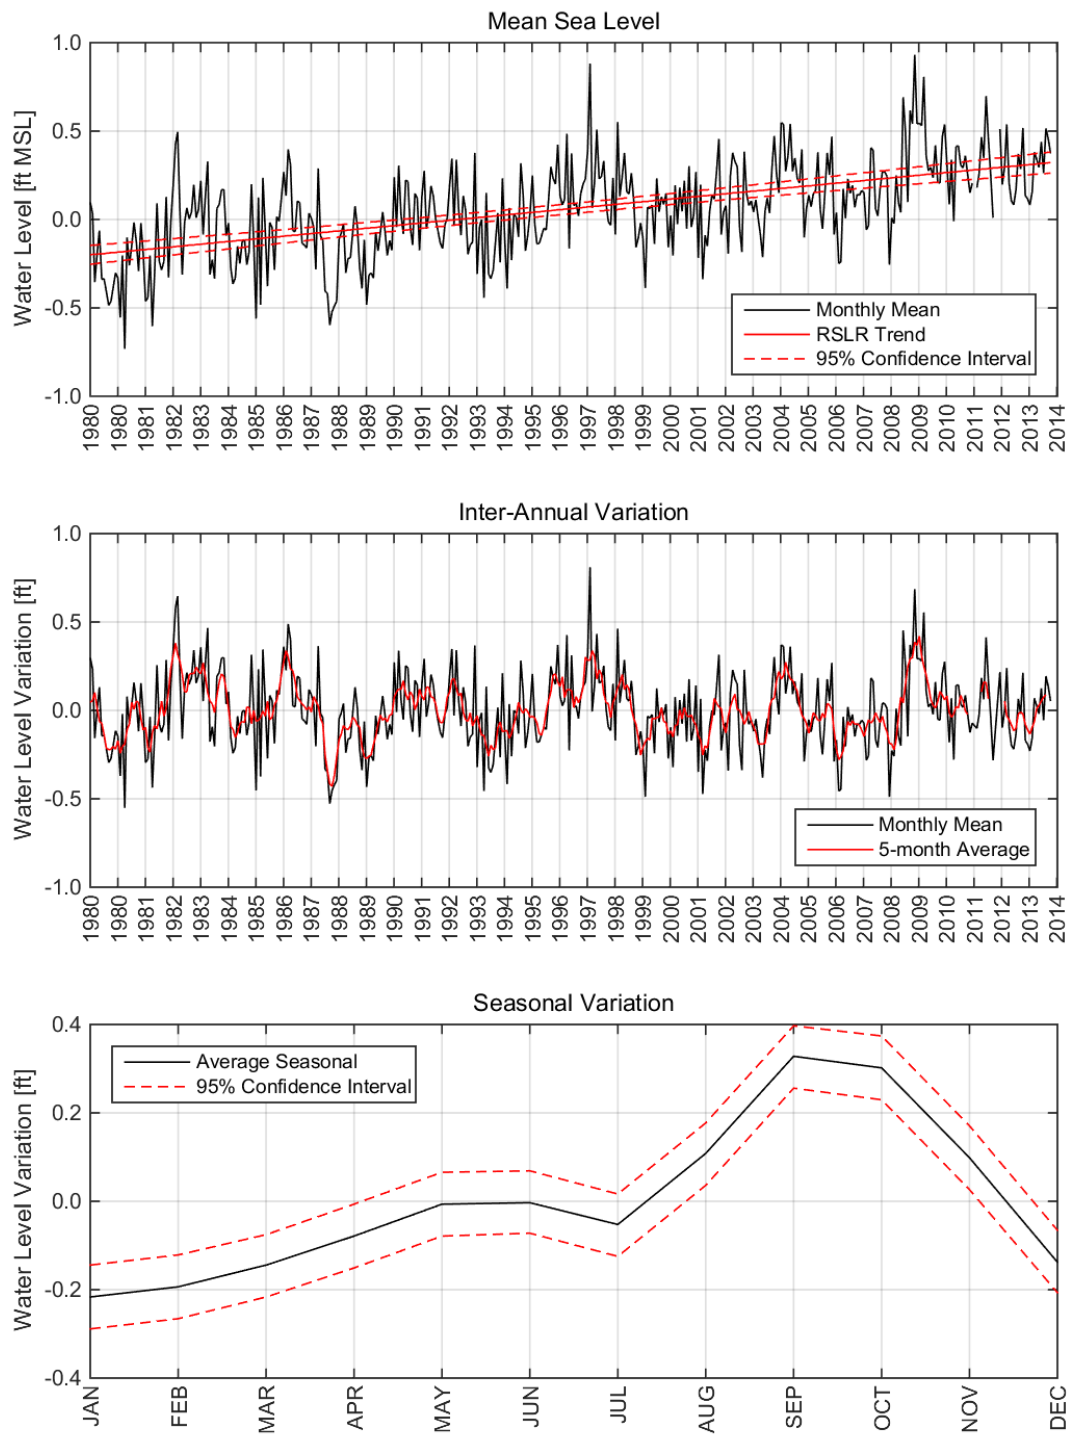 Mean Sea Level
Water Level [ft MSL]
1.0
0.5
0.0
-0.5
-1.0
Monthly Mean
RSLR Trend
95% Confidence Interval
1980 1980 1981 1982 1983 1984 1985 1986 1987 1988 1989 1990 1991 1992 1993 1994 1995 1996 1997 1998 1999 2000 2001 2002 2003 2004 2005 2006 2007 2008 2009 2010 2011 2012 2013 2014
Inter-Annual Variation
Water Level Variation [ft]
1.0
0.5
0.0
-0.5
-1.0
Monthly Mean
5-month Average
1980 1980 1981 1982 1983 1984 1985 1986 1987 1988 1989 1990 1991 1992 1993 1994 1995 1996 1997 1998 1999 2000 2001 2002 2003 2004 2005 2006 2007 2008 2009 2010 2011 2012 2013 2014
Seasonal Variation
Water Level Variation [ft]
0.4
0.2
0.0
-0.2
-0.4
Average Seasonal
95% Confidence Interval
JAN FEB MAR APR MAY JUN JUL AUG SEP OCT NOV DEC